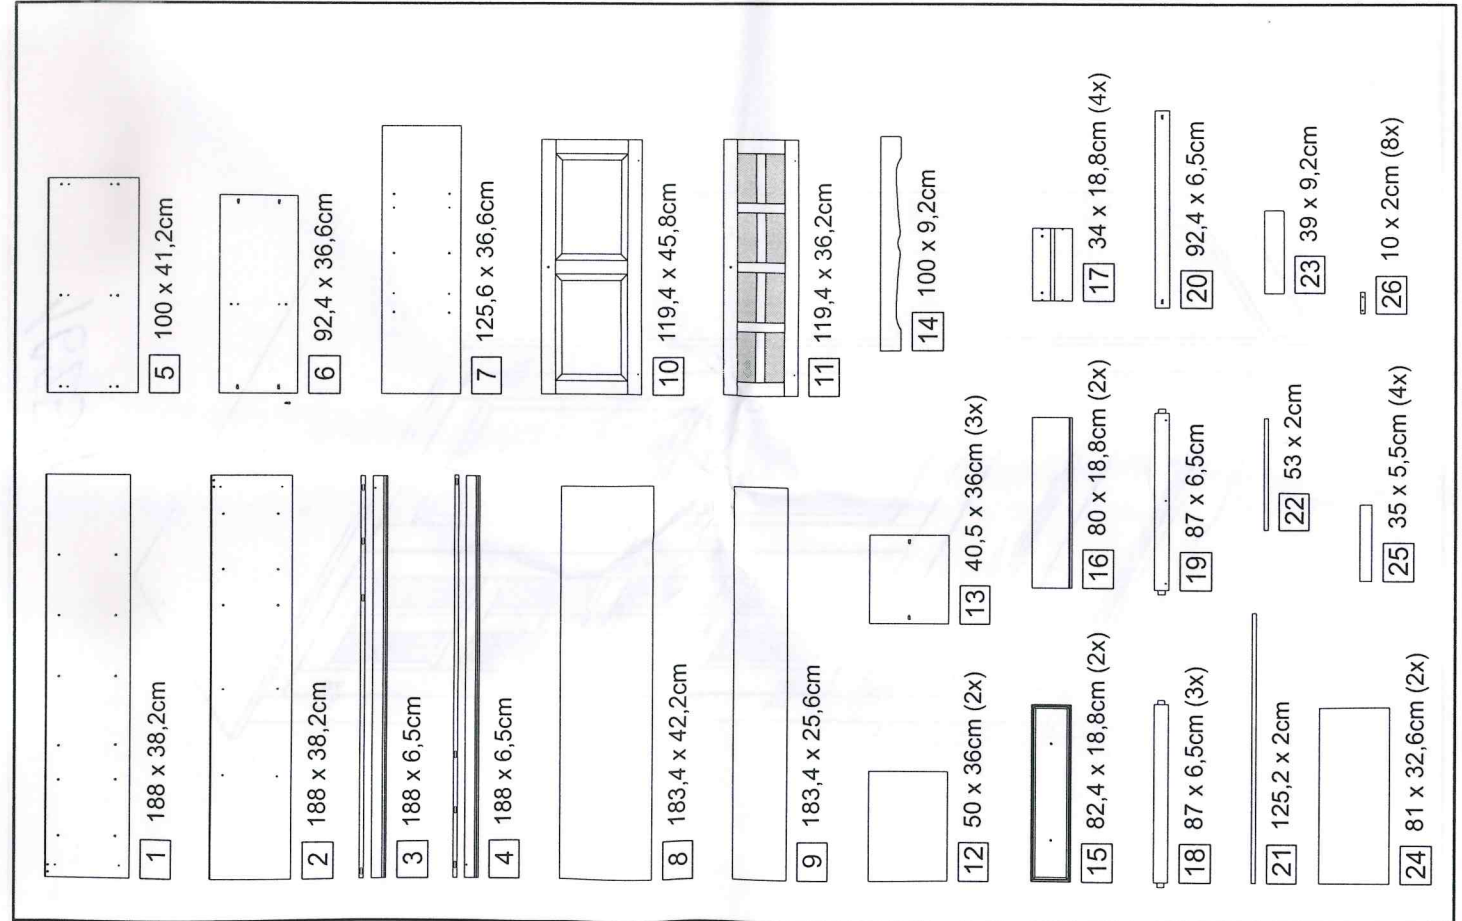 1 188 x 38,2cm
5 100 x 41,2cm
2 188 x 38,2cm
6 92,4 x 36,6cm
3 188 x 6,5cm
7 125,6 x 36,6cm
4 188 x 6,5cm
8 183,4 x 42,2cm
10 119,4 x 45,8cm
9 183,4 x 25,6cm
11 119,4 x 36,2cm
12 50 x 36cm (2x)
13 40,5 x 36cm (3x)
14 100 x 9,2cm
15 82,4 x 18,8cm (2x)
16 80 x 18,8cm (2x)
17 34 x 18,8cm (4x)
18 87 x 6,5cm (3x)
19 87 x 6,5cm
20 92,4 x 6,5cm
21 125,2 x 2cm
22 53 x 2cm
23 39 x 9,2cm
24 81 x 32,6cm (2x)
25 35 x 5,5cm (4x)
26 10 x 2cm (8x)